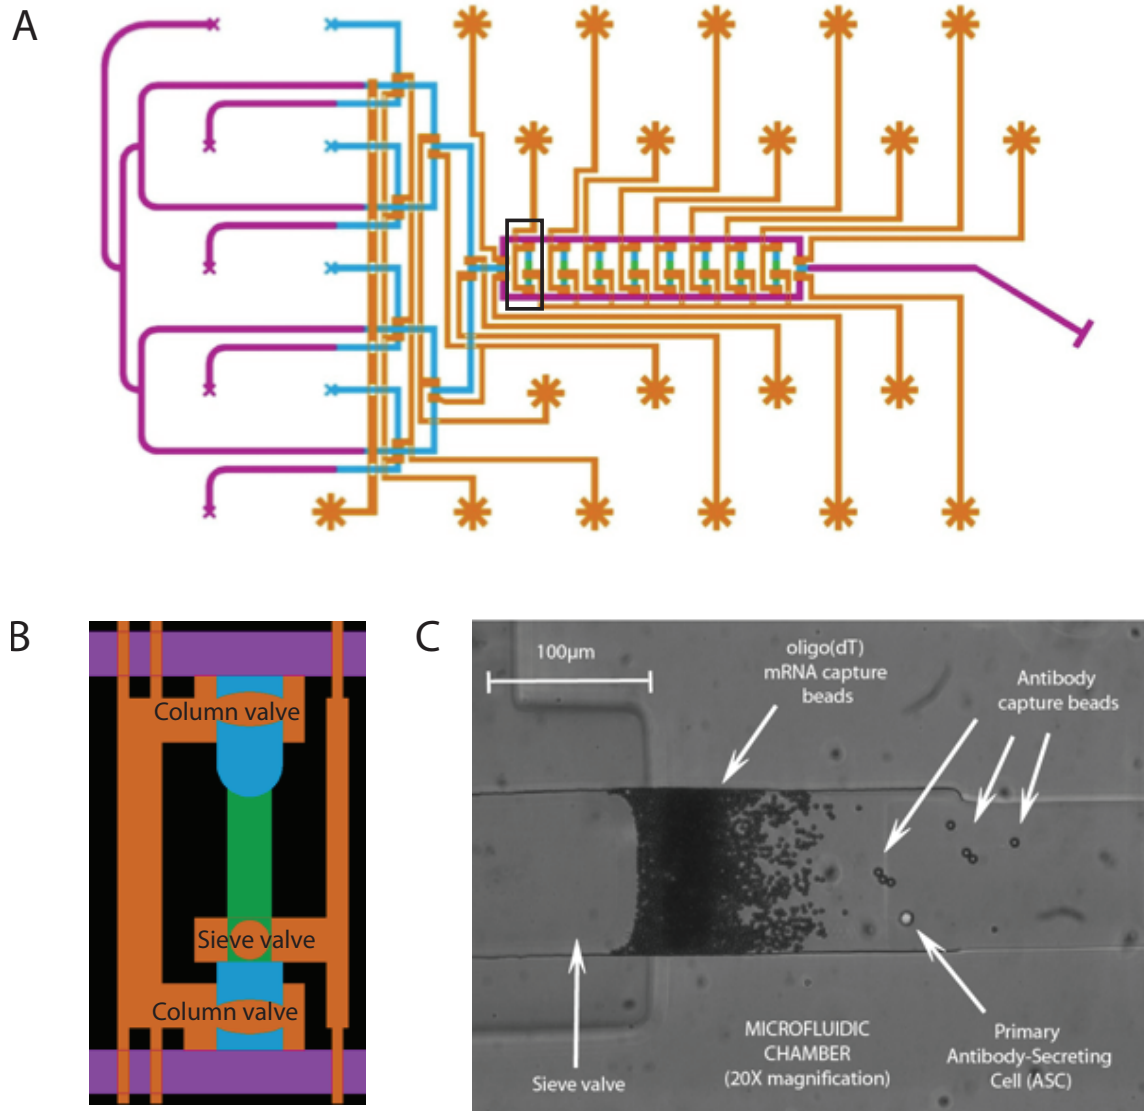 A
B
Column valve
Sieve valve
Column valve
C
100µm
oligo(dT)
mRNA capture
beads
Antibody
capture beads
Sieve valve
MICROFLUIDIC
CHAMBER
(20X magnification)
Primary
Antibody-Secreting
Cell (ASC)